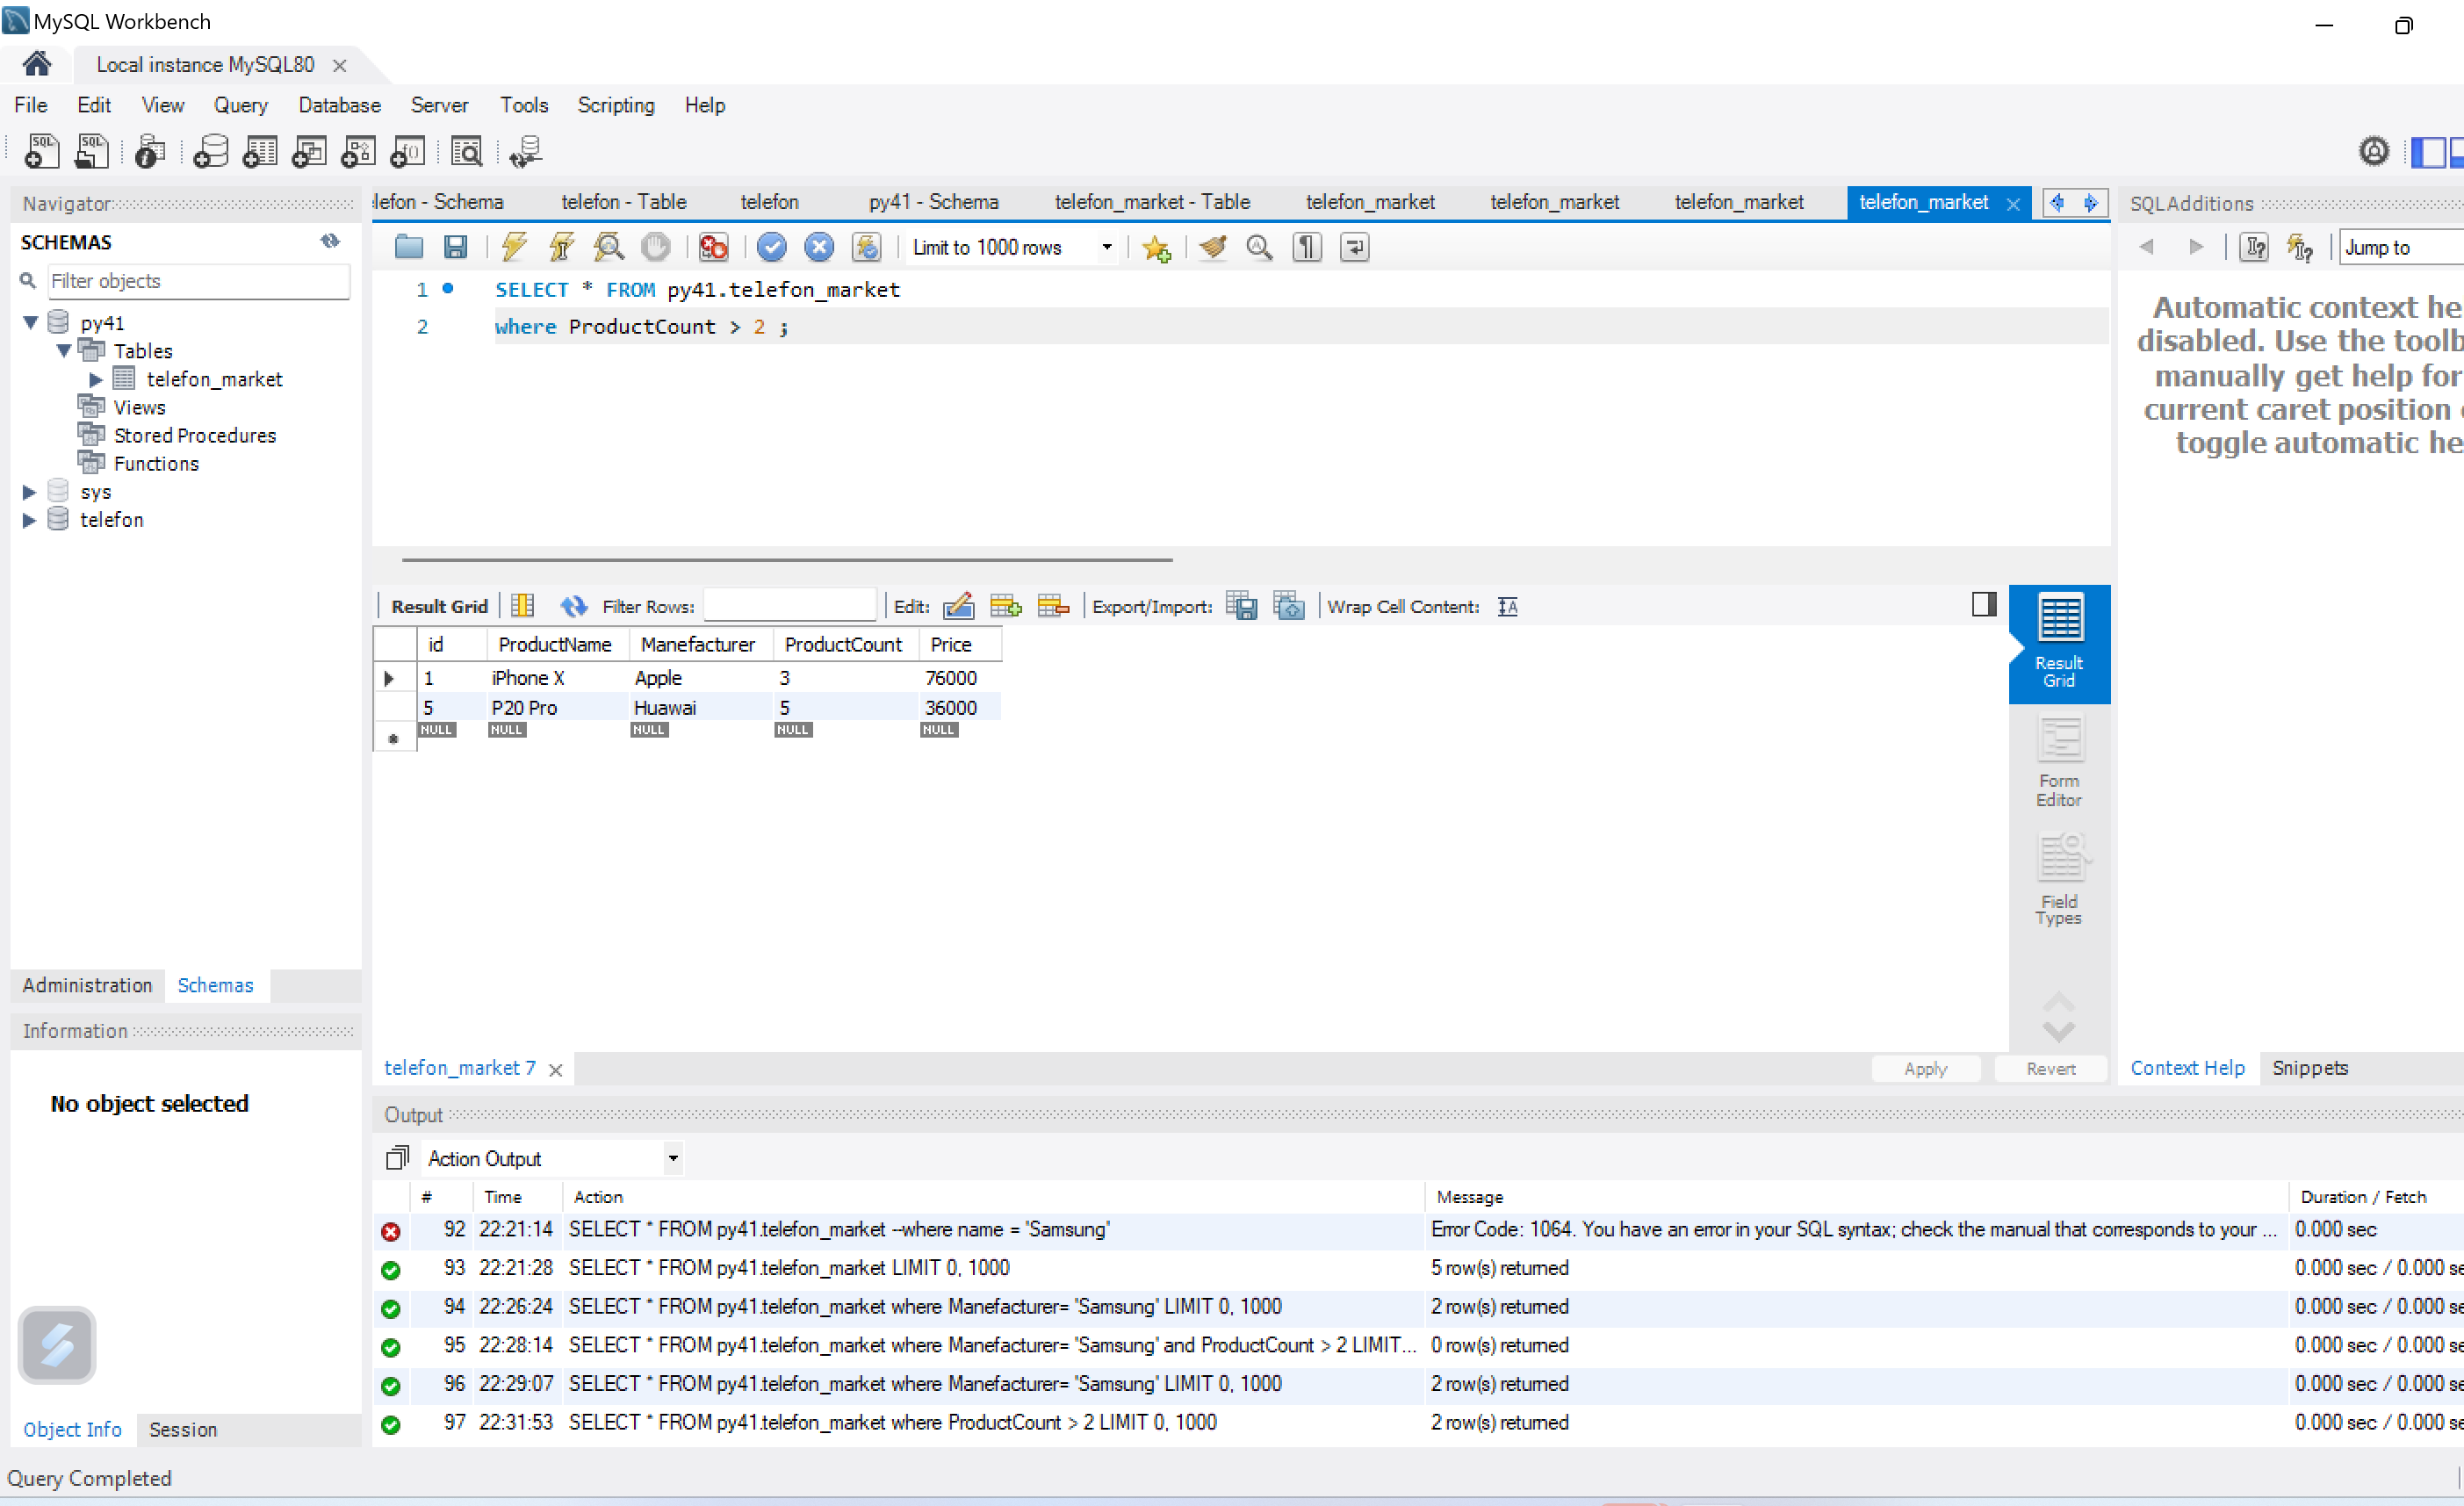 MySQL Workbench
Local instance MySQL80
File Edit View Query Database Server Tools Scripting Help
Navigator
SCHEMAS
Filter objects
py41
Tables
telefon_market
Views
Stored Procedures
Functions
sys
telefon
Administration Schemas
Information
No object selected
Object Info Session
Query Completed
lefon - Schema telefon - Table telefon py41 - Schema telefon_market - Table telefon_market telefon_market telefon_market telefon_market
Limit to 1000 rows
1 SELECT * FROM py41.telefon_market
2 where ProductCount > 2 ;
Result Grid Filter Rows: Edit: Export/Import: Wrap Cell Content:
id ProductName Manefacturer ProductCount Price
1 iPhone X Apple 3 76000
5 P20 Pro Huawai 5 36000
NULL NULL NULL NULL NULL
Result
Grid
Form
Editor
Field
Types
telefon_market 7
Apply Revert
SQLAdditions
Jump to
Automatic context he
disabled. Use the toolb
manually get help for
current caret position
toggle automatic he
Context Help Snippets
Output
Action Output
# Time Action Message Duration / Fetch
92 22:21:14 SELECT * FROM py41.telefon_market --where name = 'Samsung' Error Code: 1064. You have an error in your SQL syntax; check the manual that corresponds to your ... 0.000 sec
93 22:21:28 SELECT * FROM py41.telefon_market LIMIT 0, 1000 5 row(s) returned 0.000 sec / 0.000 se
94 22:26:24 SELECT * FROM py41.telefon_market where Manefacturer= 'Samsung' LIMIT 0, 1000 2 row(s) returned 0.000 sec / 0.000 se
95 22:28:14 SELECT * FROM py41.telefon_market where Manefacturer= 'Samsung' and ProductCount > 2 LIMIT... 0 row(s) returned 0.000 sec / 0.000 se
96 22:29:07 SELECT * FROM py41.telefon_market where Manefacturer= 'Samsung' LIMIT 0, 1000 2 row(s) returned 0.000 sec / 0.000 se
97 22:31:53 SELECT * FROM py41.telefon_market where ProductCount > 2 LIMIT 0, 1000 2 row(s) returned 0.000 sec / 0.000 se